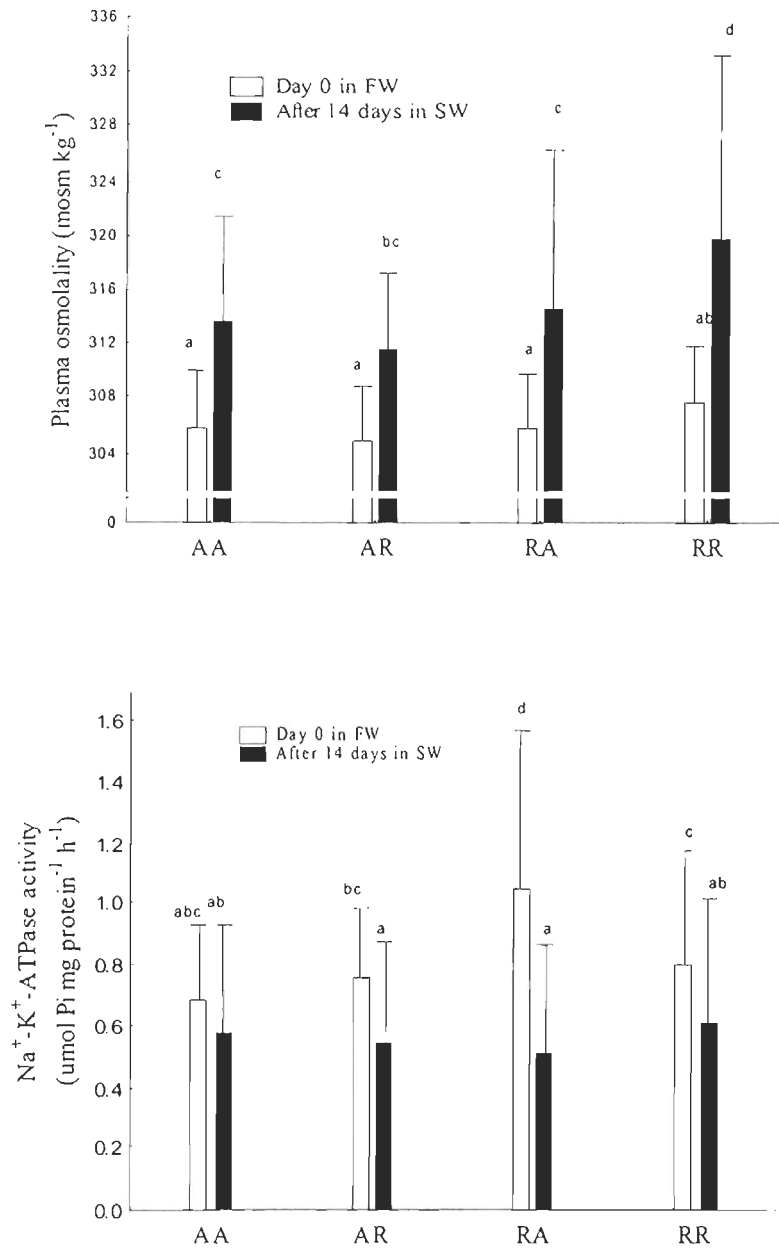 336
332
328
324
320
316
312
308
304
0
Plasma osmolality (mosm kg⁻¹)
Day 0 in FW
After 14 days in SW
a c
a bc
a c
ab d
AA AR RA RR
1.6
1.4
1.2
1.0
0.8
0.6
0.4
0.2
0.0
Na⁺-K⁺-ATPase activity
(umol Pi mg protein⁻¹ h⁻¹)
Day 0 in FW
After 14 days in SW
abc ab
bc a
d a
c ab
AA AR RA RR